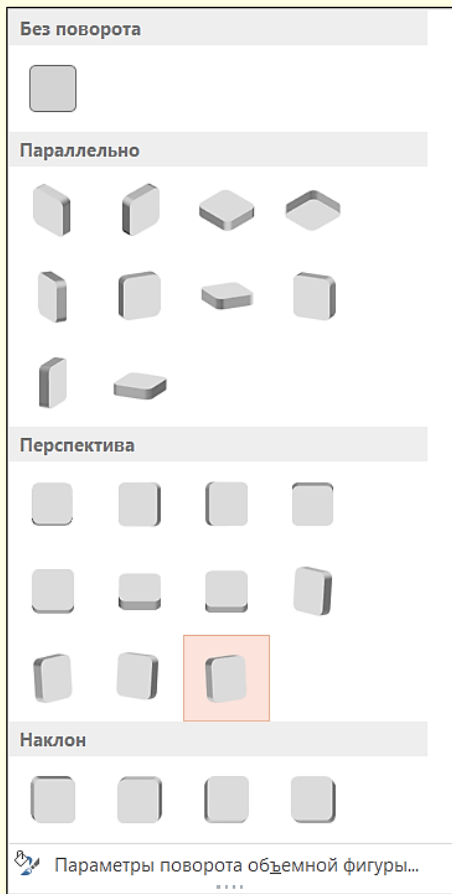 Без поворота
Параллельно
Перспектива
Наклон
Параметры поворота объемной фигуры...